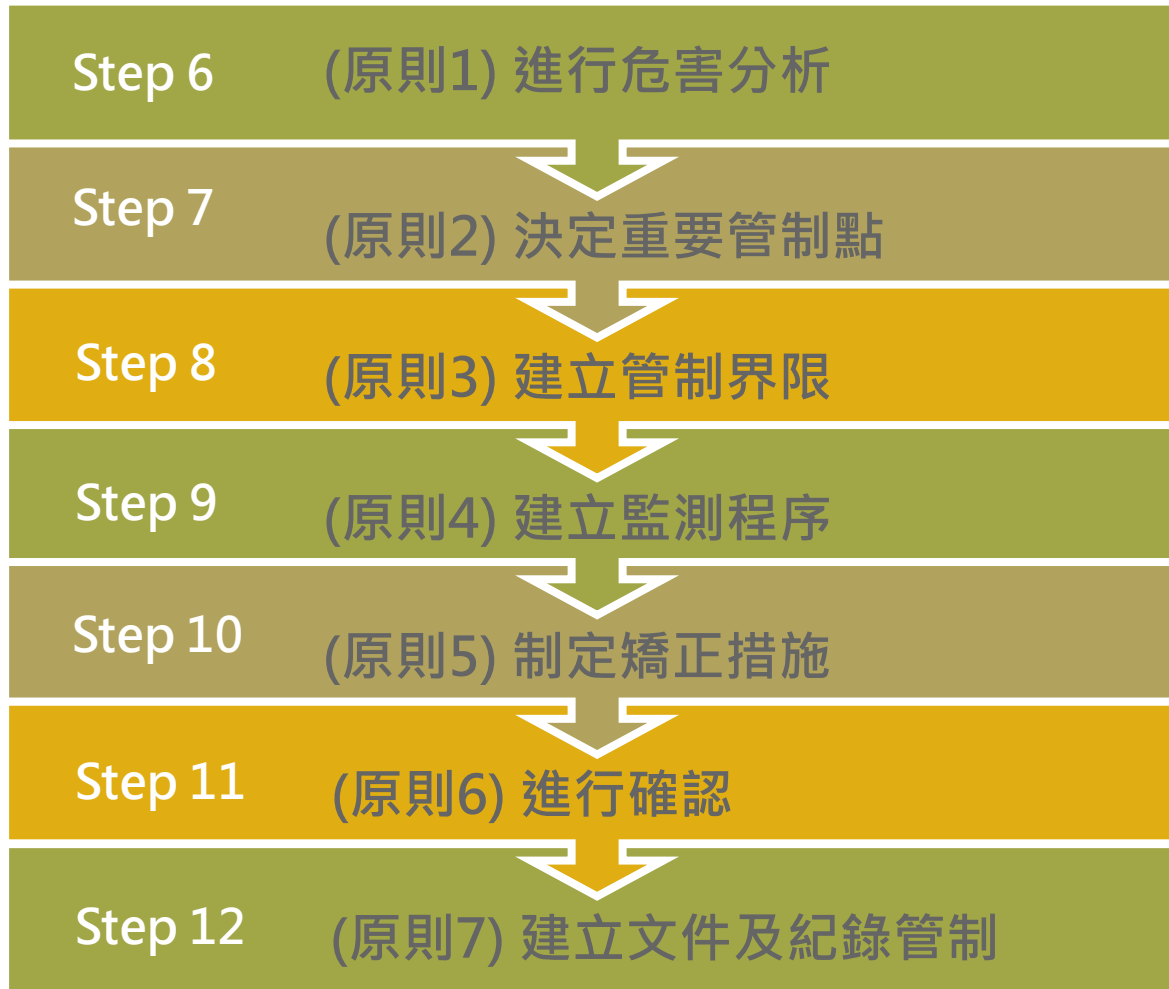 Step 6 (原則1) 進行危害分析
Step 7 (原則2) 決定重要管制點
Step 8 (原則3) 建立管制界限
Step 9 (原則4) 建立監測程序
Step 10 (原則5) 制定矯正措施
Step 11 (原則6) 進行確認
Step 12 (原則7) 建立文件及紀錄管制